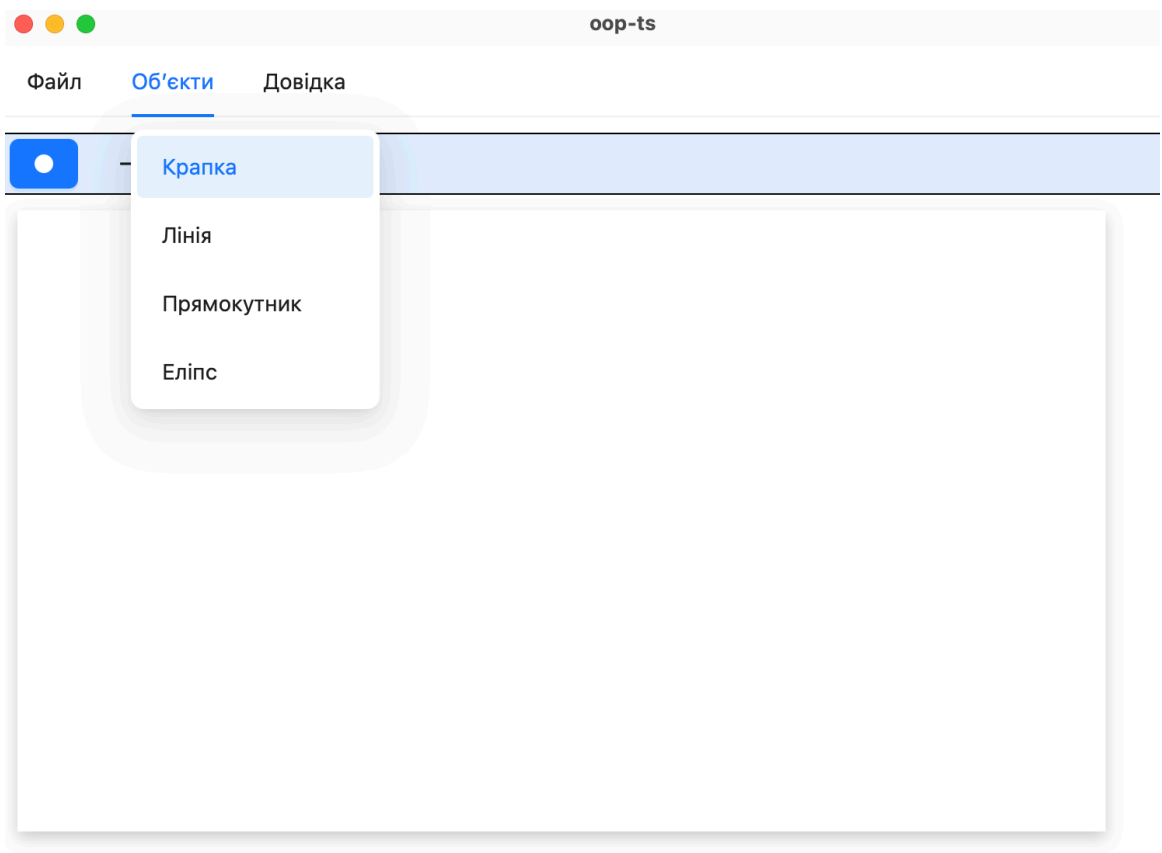 oop-ts
Файл Об’єкти Довідка
Крапка
Лінія
Прямокутник
Еліпс